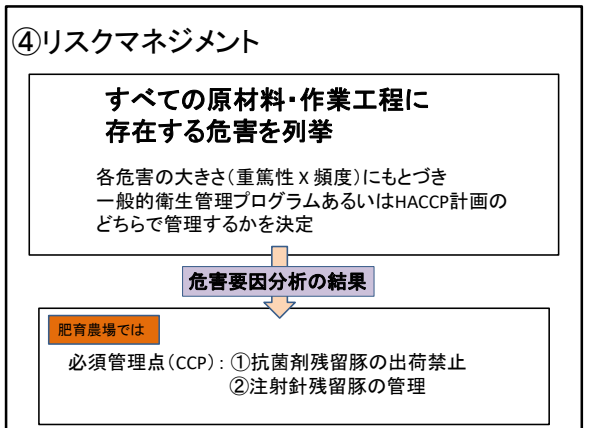 ④リスクマネジメント
すべての原材料・作業工程に
存在する危害を列挙
各危害の大きさ(重篤性 x 頻度)にもとづき
一般的衛生管理プログラムあるいはHACCP計画の
どちらで管理するかを決定
危害要因分析の結果
肥育農場では
必須管理点(CCP): ①抗菌剤残留豚の出荷禁止
②注射針残留豚の管理